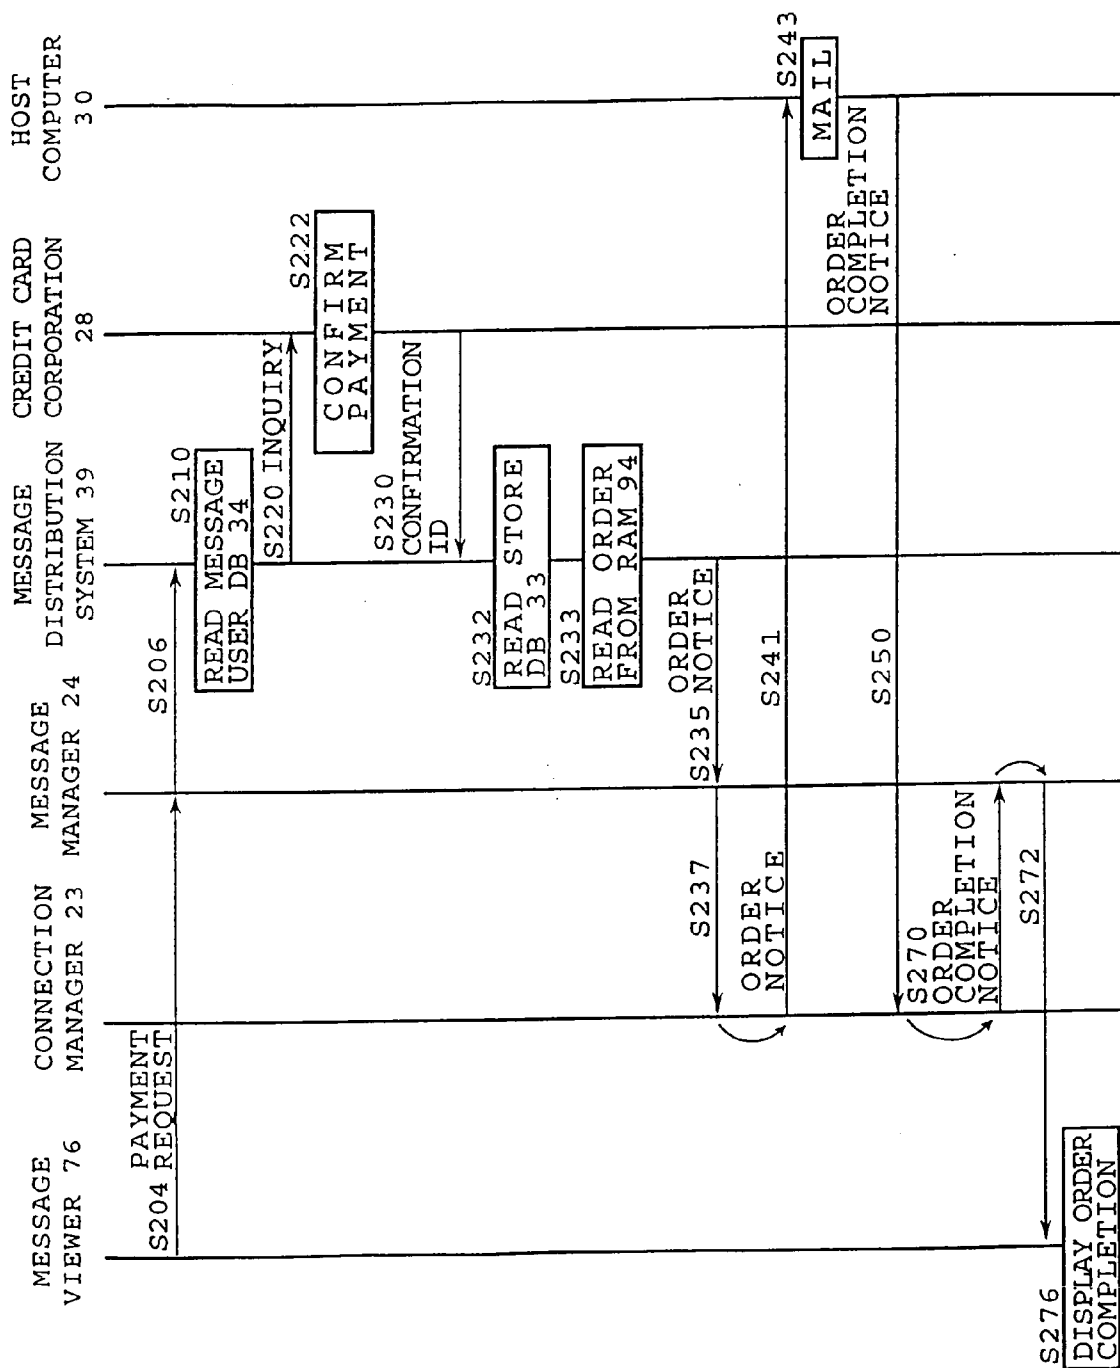 MESSAGE
VIEWER 76
CONNECTION
MANAGER 23
MESSAGE
MANAGER 24
MESSAGE
DISTRIBUTION
SYSTEM 39
CREDIT CARD
CORPORATION
28
HOST
COMPUTER
30
S204
PAYMENT
REQUEST
S206
S210
READ MESSAGE
USER DB 34
S220 INQUIRY
S222
CONFIRM
PAYMENT
S230
CONFIRMATION
ID
S232
READ STORE
DB 33
S233
READ ORDER
FROM RAM 94
S235
ORDER
NOTICE
S237
ORDER
NOTICE
S241
S243
MAIL
ORDER
COMPLETION
NOTICE
S250
S270
ORDER
COMPLETION
NOTICE
S272
S276
DISPLAY ORDER
COMPLETION